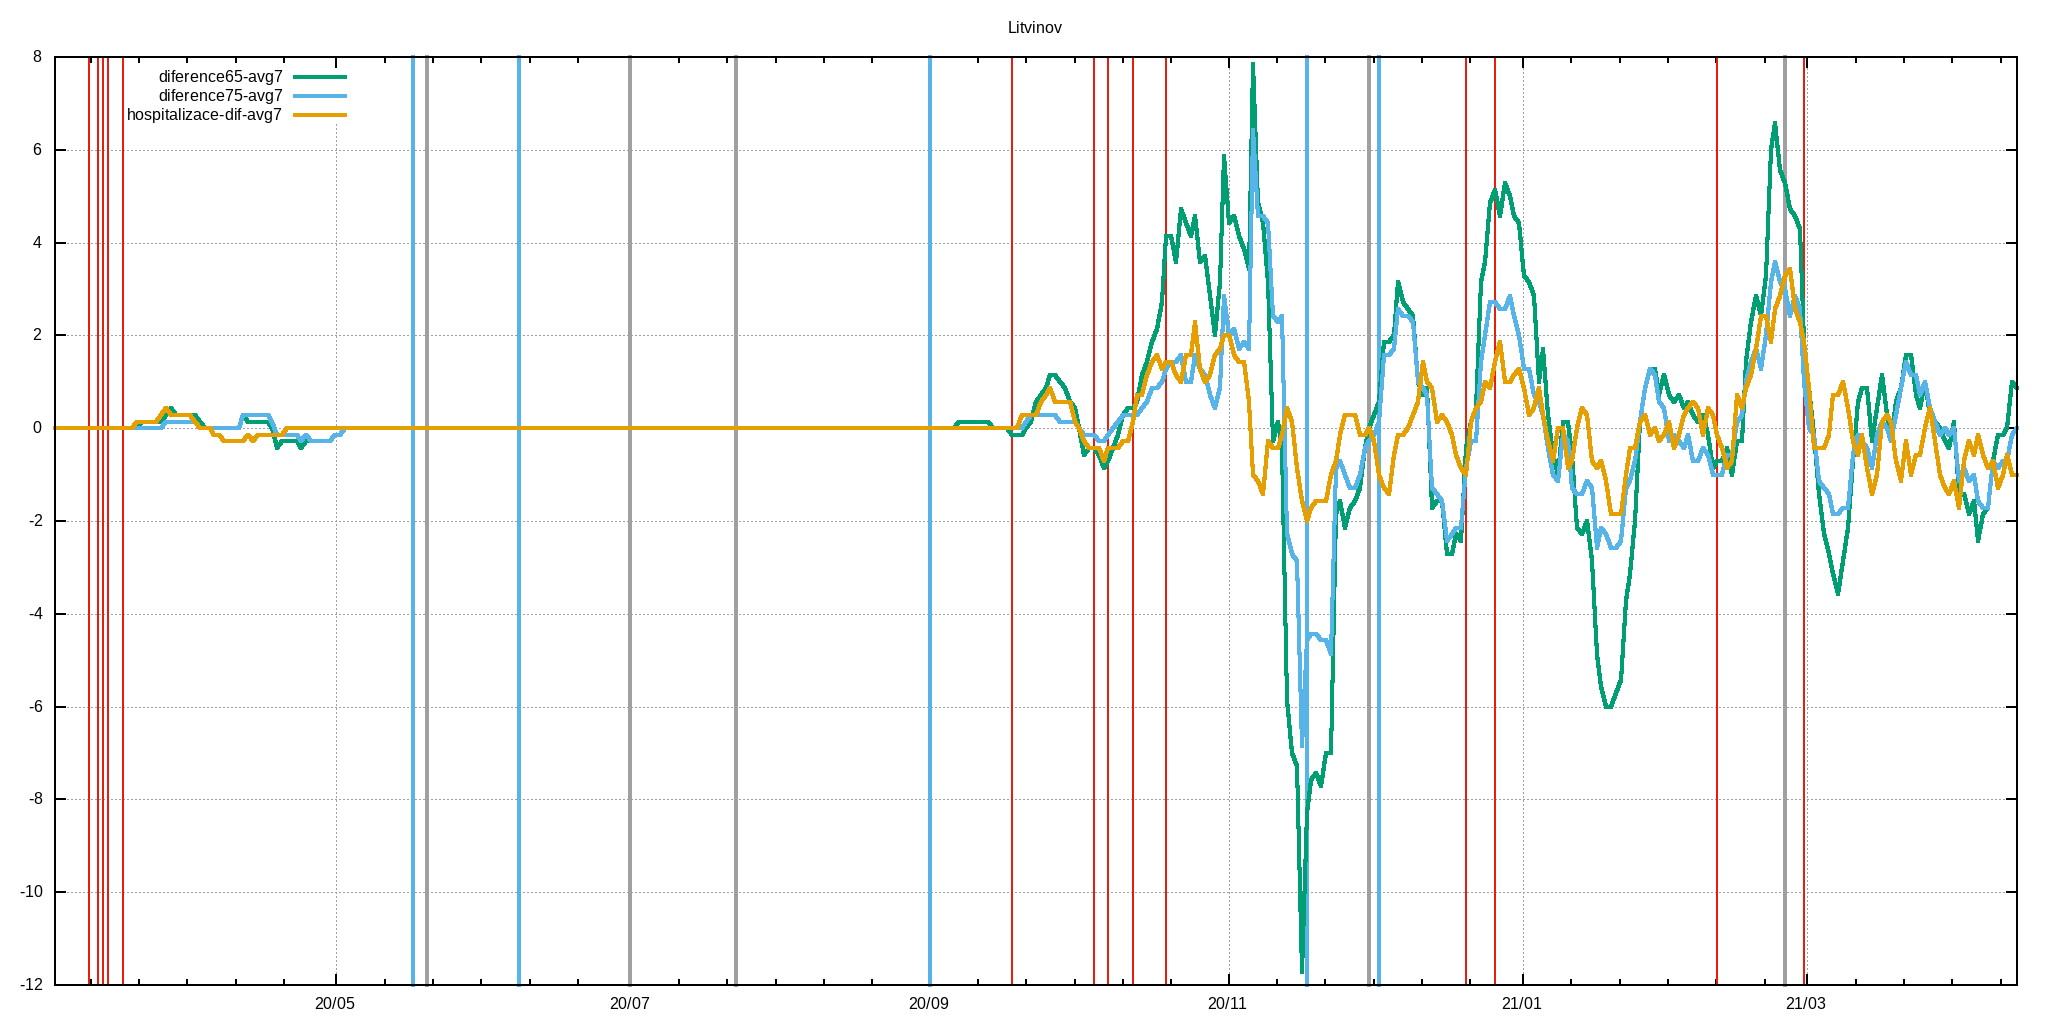 Litvinov
diference65-avg7
diference75-avg7
hospitalizace-dif-avg7
8
6
4
2
0
-2
-4
-6
-8
-10
-12
20/05 20/07 20/09 20/11 21/01 21/03